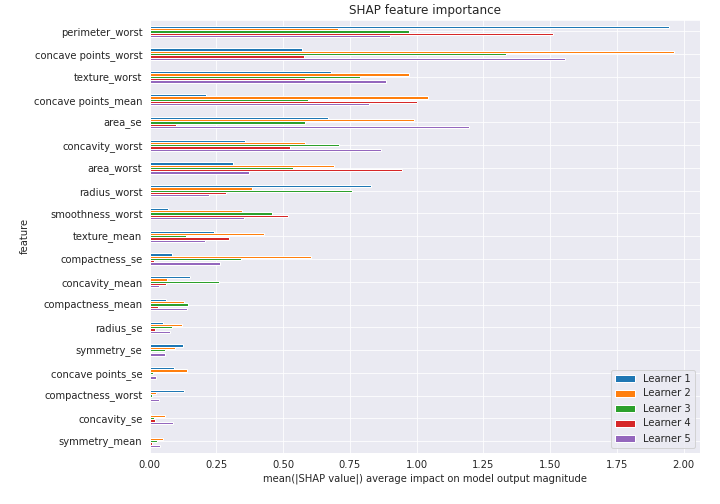 SHAP feature importance
perimeter_worst
concave points_worst
texture_worst
concave points_mean
area_se
concavity_worst
area_worst
radius_worst
smoothness_worst
texture_mean
compactness_se
concavity_mean
compactness_mean
radius_se
symmetry_se
concave points_se
compactness_worst
concavity_se
symmetry_mean
feature
Learner 1
Learner 2
Learner 3
Learner 4
Learner 5
0.00 0.25 0.50 0.75 1.00 1.25 1.50 1.75 2.00
mean(|SHAP value|) average impact on model output magnitude